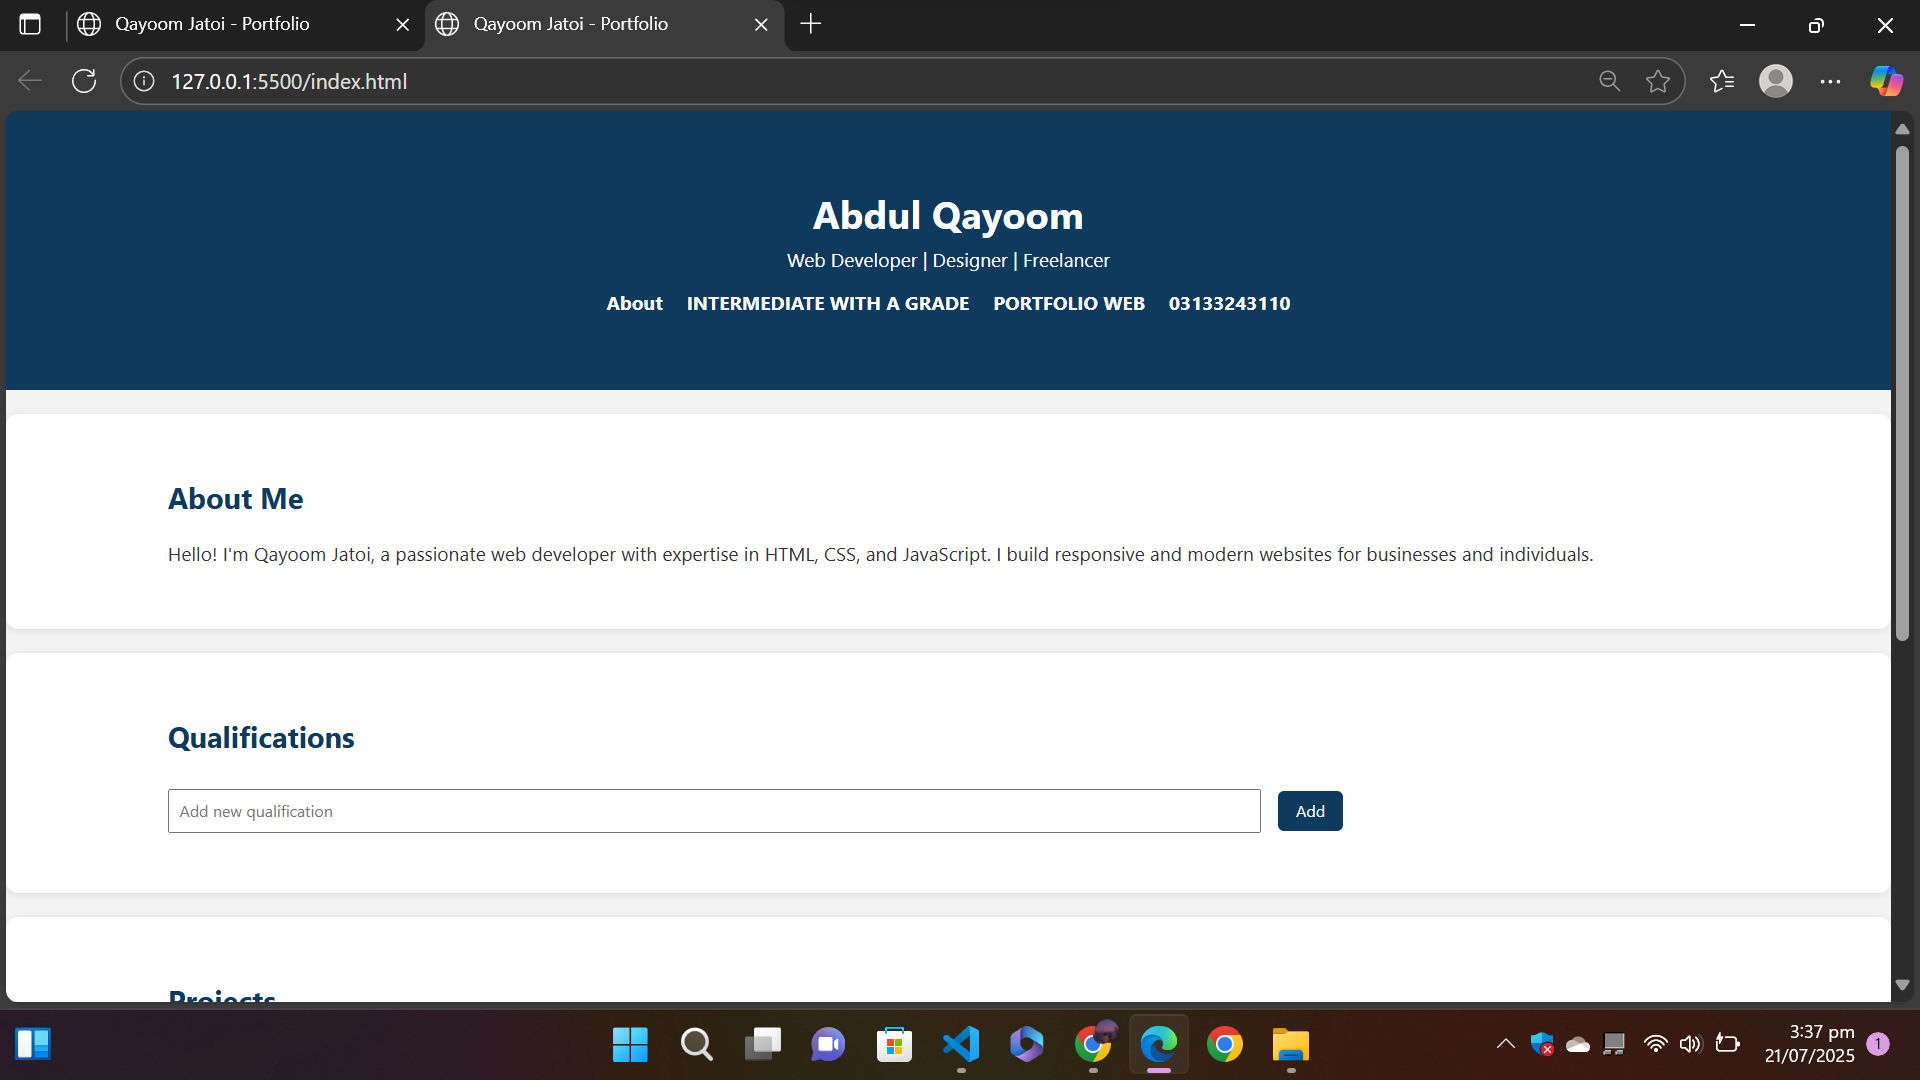 Qayoom Jatoi - Portfolio
Qayoom Jatoi - Portfolio
127.0.0.1:5500/index.html
Abdul Qayoom
Web Developer | Designer | Freelancer
About INTERMEDIATE WITH A GRADE PORTFOLIO WEB 03133243110
About Me
Hello! I'm Qayoom Jatoi, a passionate web developer with expertise in HTML, CSS, and JavaScript. I build responsive and modern websites for businesses and individuals.
Qualifications
Add new qualification
Add
Projects
3:37 pm
21/07/2025
1